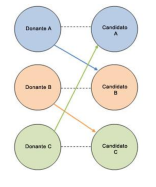 Donante A
Candidato
A
Donante B
Candidato
B
Donante C
Candidato
C